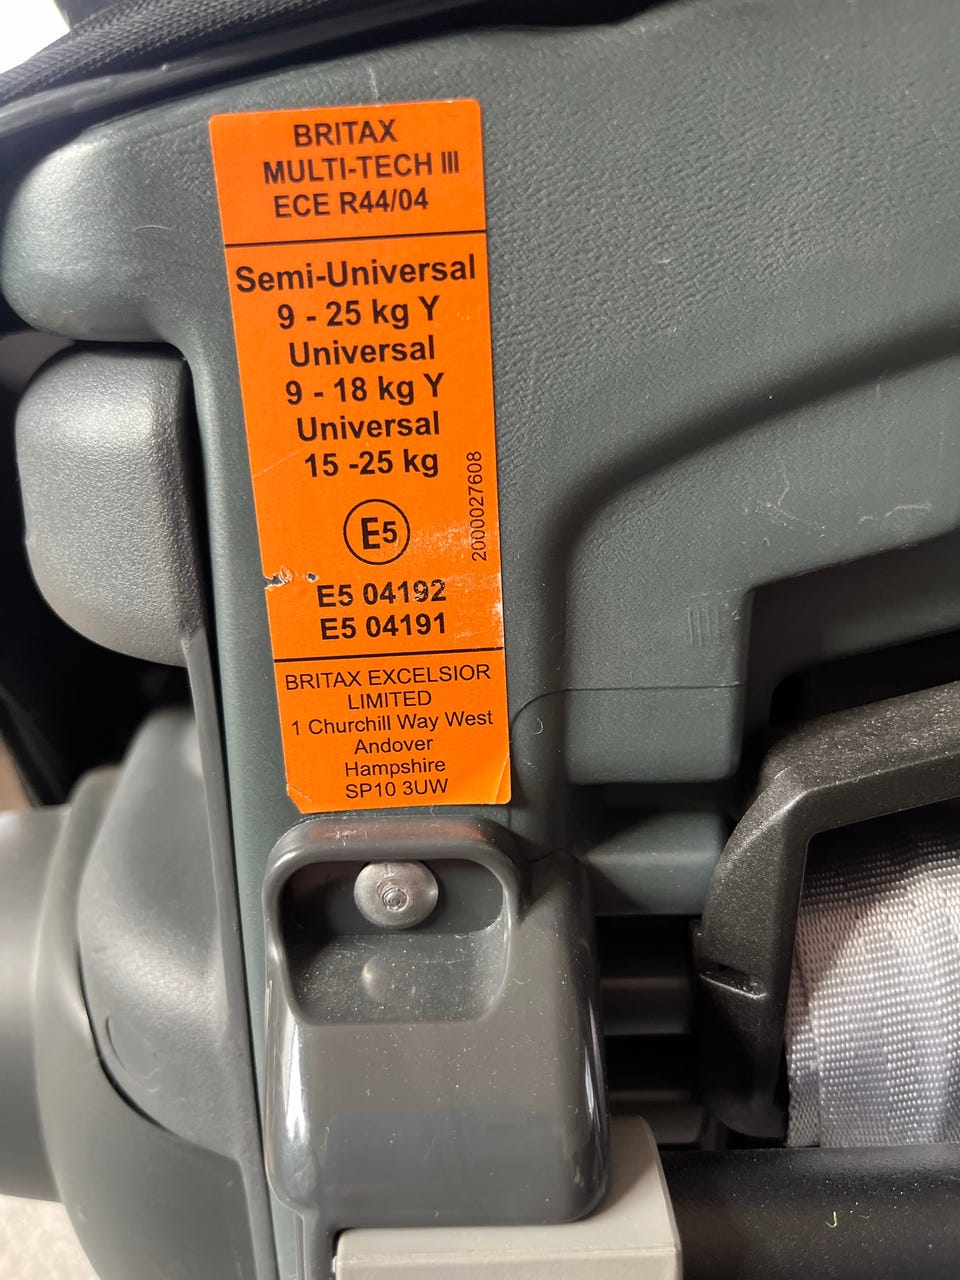 BRITAX
MULTI-TECH III
ECE R44/04
Semi-Universal
9 - 25 kg Y
Universal
9 - 18 kg Y
Universal
15 -25 kg
2000027608
E5
E5 04192
E5 04191
BRITAX EXCELSIOR
LIMITED
1 Churchill Way West
Andover
Hampshire
SP10 3UW